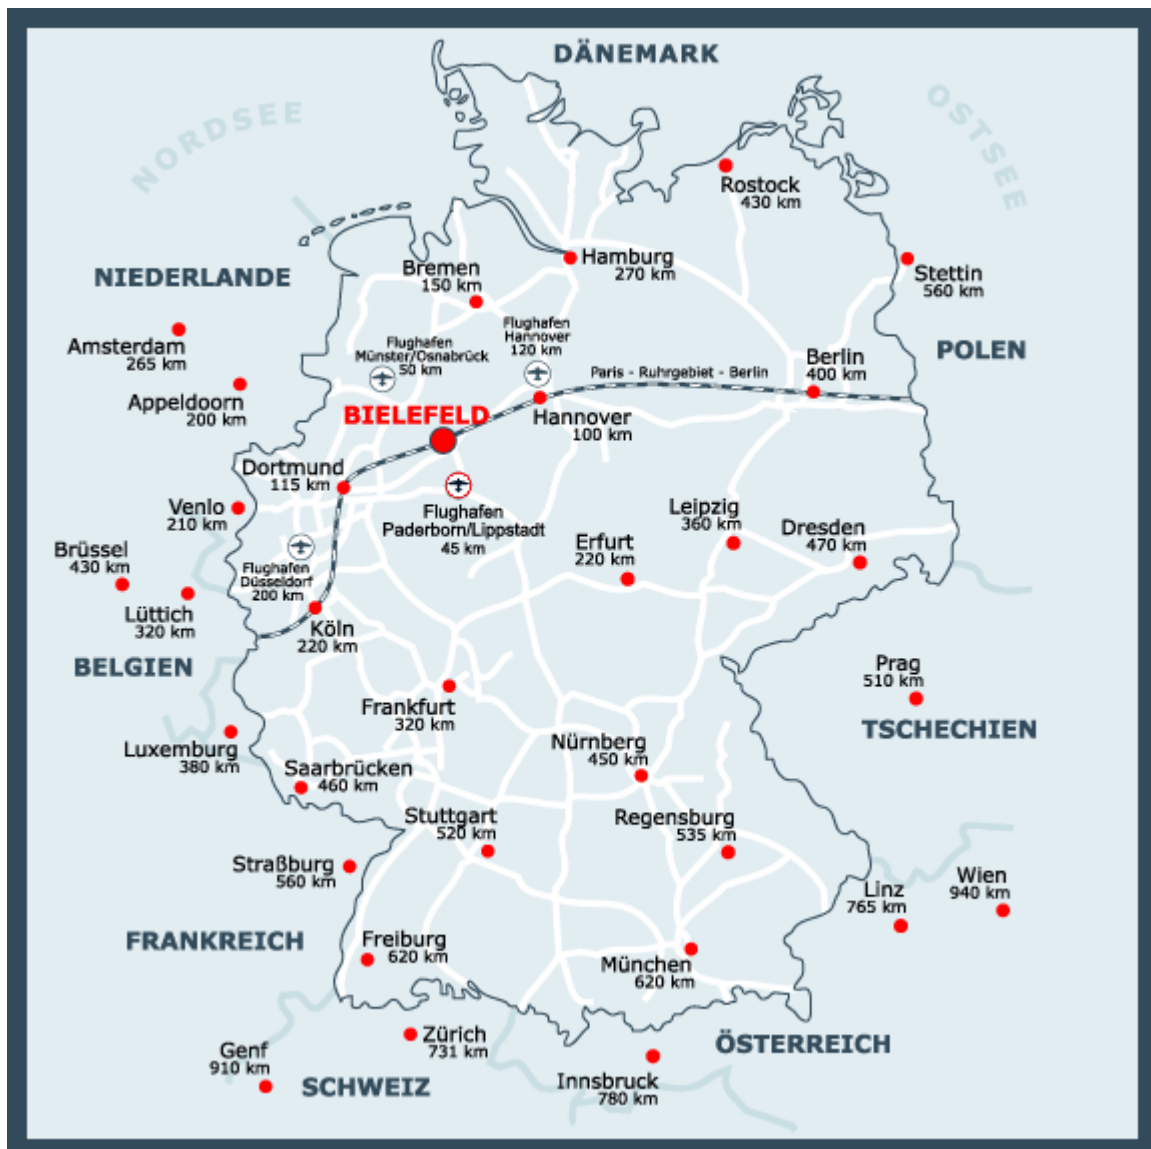 DÄNEMARK
NORDSEE
OSTSEE
Rostock
430 km
Hamburg
270 km
Stettin
560 km
NIEDERLANDE
Bremen
150 km
Amsterdam
265 km
Flughafen
Münster/Osnabrück
50 km
Flughafen
Hannover
120 km
POLEN
Berlin
400 km
Paris - Ruhrgebiet - Berlin
Appeldoorn
200 km
BIELEFELD
Hannover
100 km
Dortmund
115 km
Venlo
210 km
Flughafen
Paderborn/Lippstadt
45 km
Leipzig
360 km
Dresden
470 km
Erfurt
220 km
Brüssel
430 km
Flughafen
Düsseldorf
200 km
Lüttich
320 km
Köln
220 km
BELGIEN
Prag
510 km
TSCHECHIEN
Frankfurt
320 km
Luxemburg
380 km
Nürnberg
450 km
Saarbrücken
460 km
Stuttgart
520 km
Regensburg
535 km
Straßburg
560 km
Linz
765 km
Wien
940 km
FRANKREICH
Freiburg
620 km
München
620 km
Zürich
731 km
ÖSTERREICH
Genf
910 km
SCHWEIZ
Innsbruck
780 km